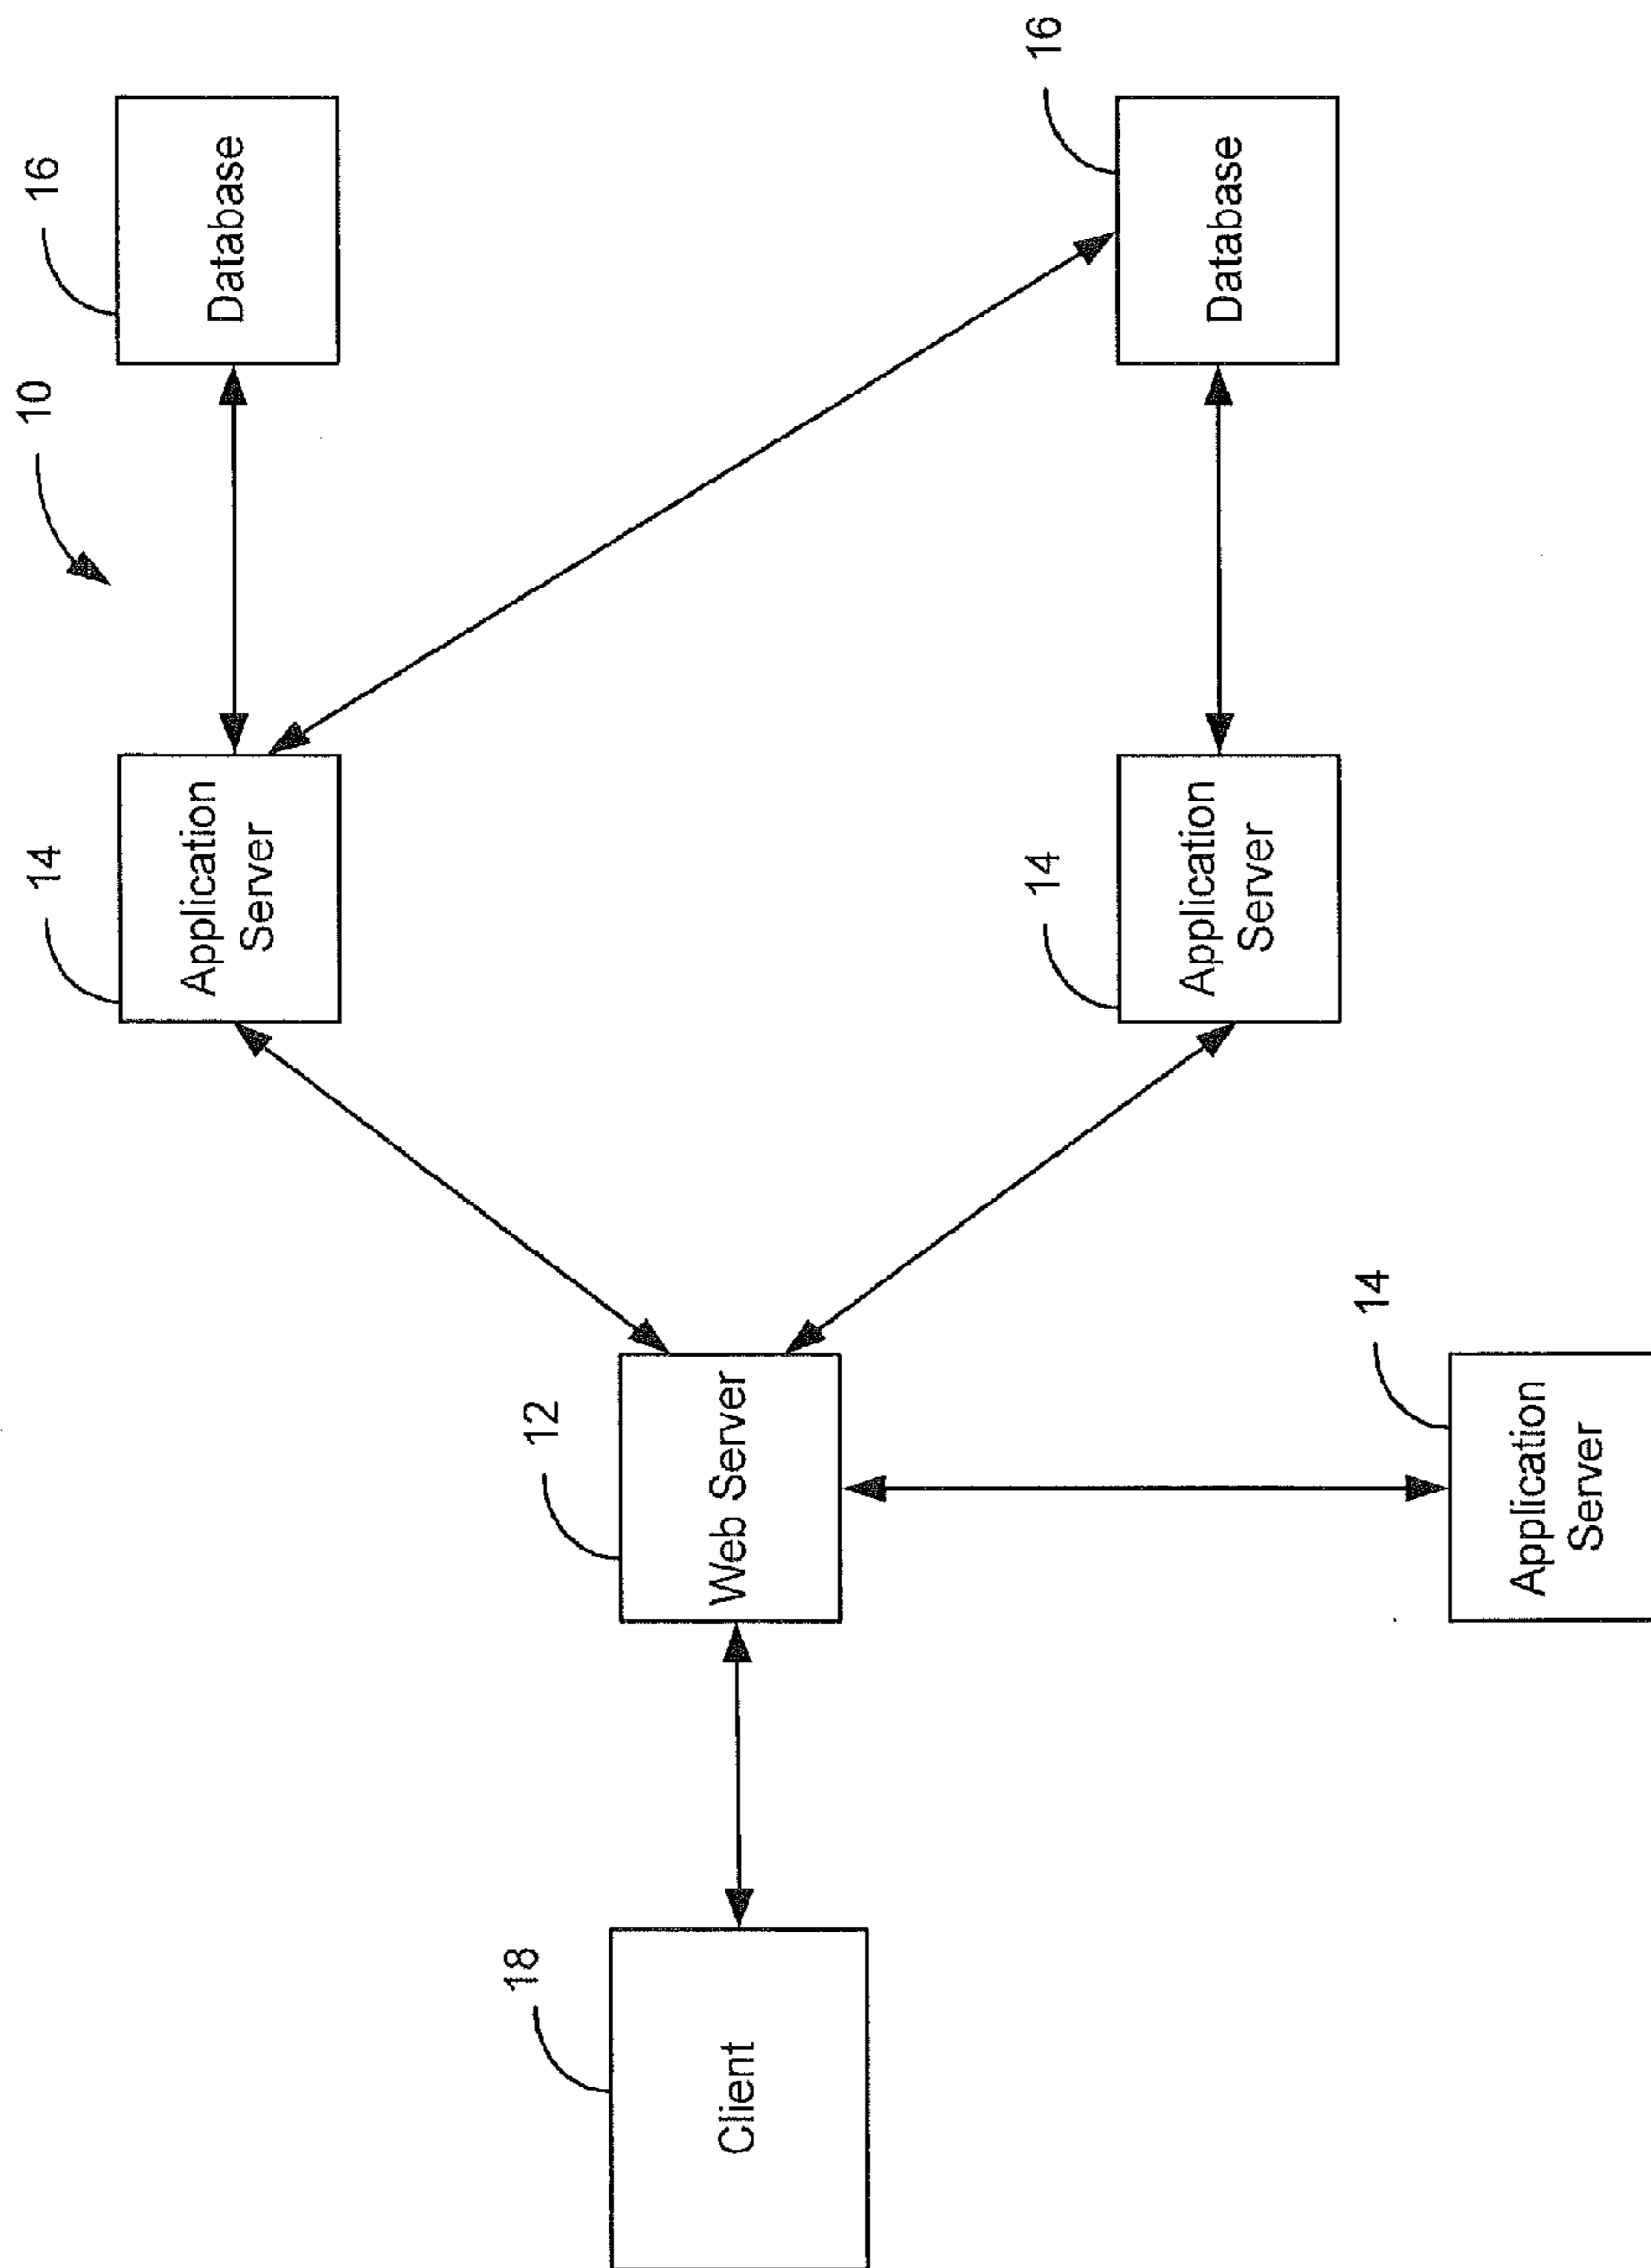 10
14
16
Application
Server
Database
18
12
Client
Web Server
14
16
Application
Server
Database
14
Application
Server